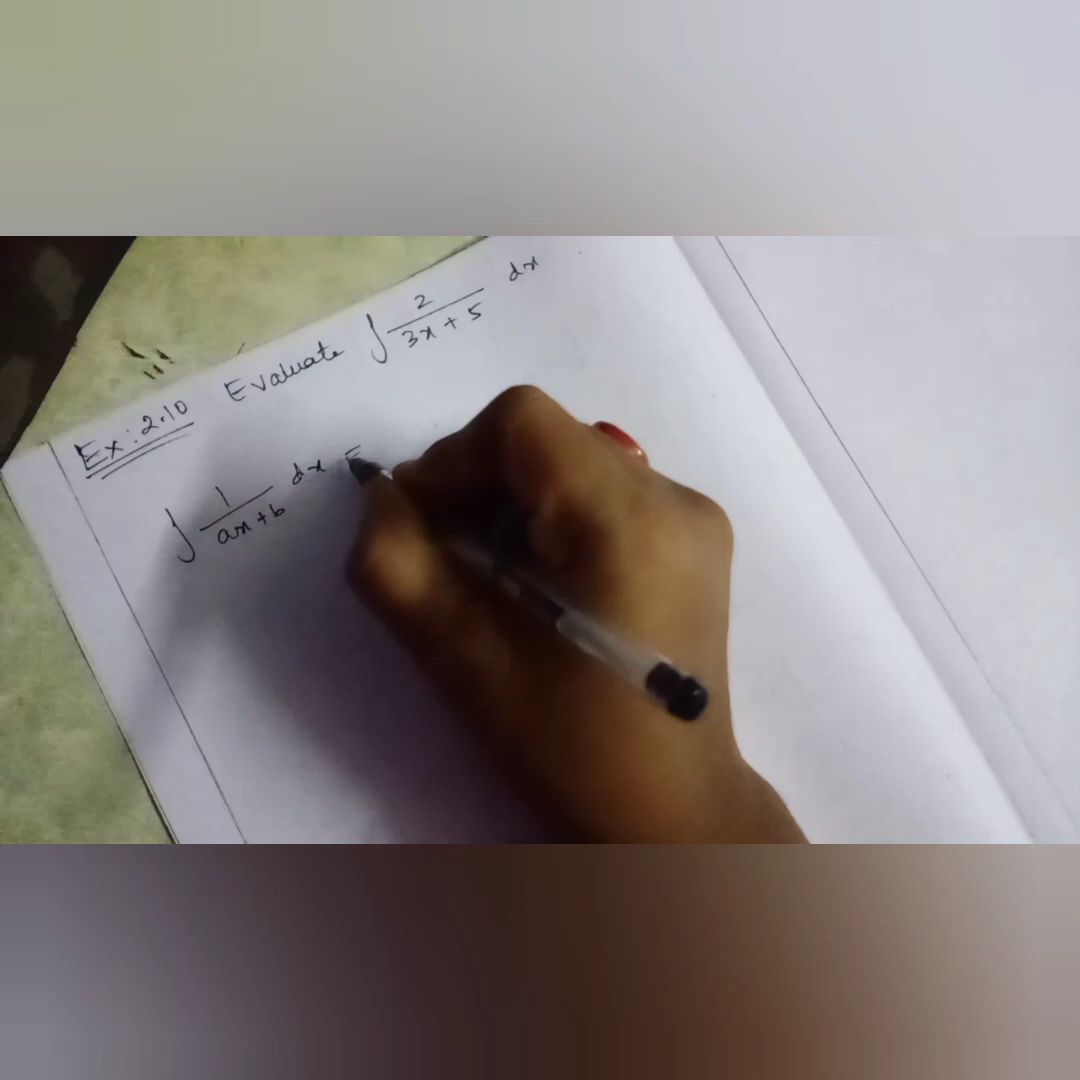 Ex: 2.10 Evaluate ∫ 2/(3x + 5) dx
∫ 1/(ax+b) dx =